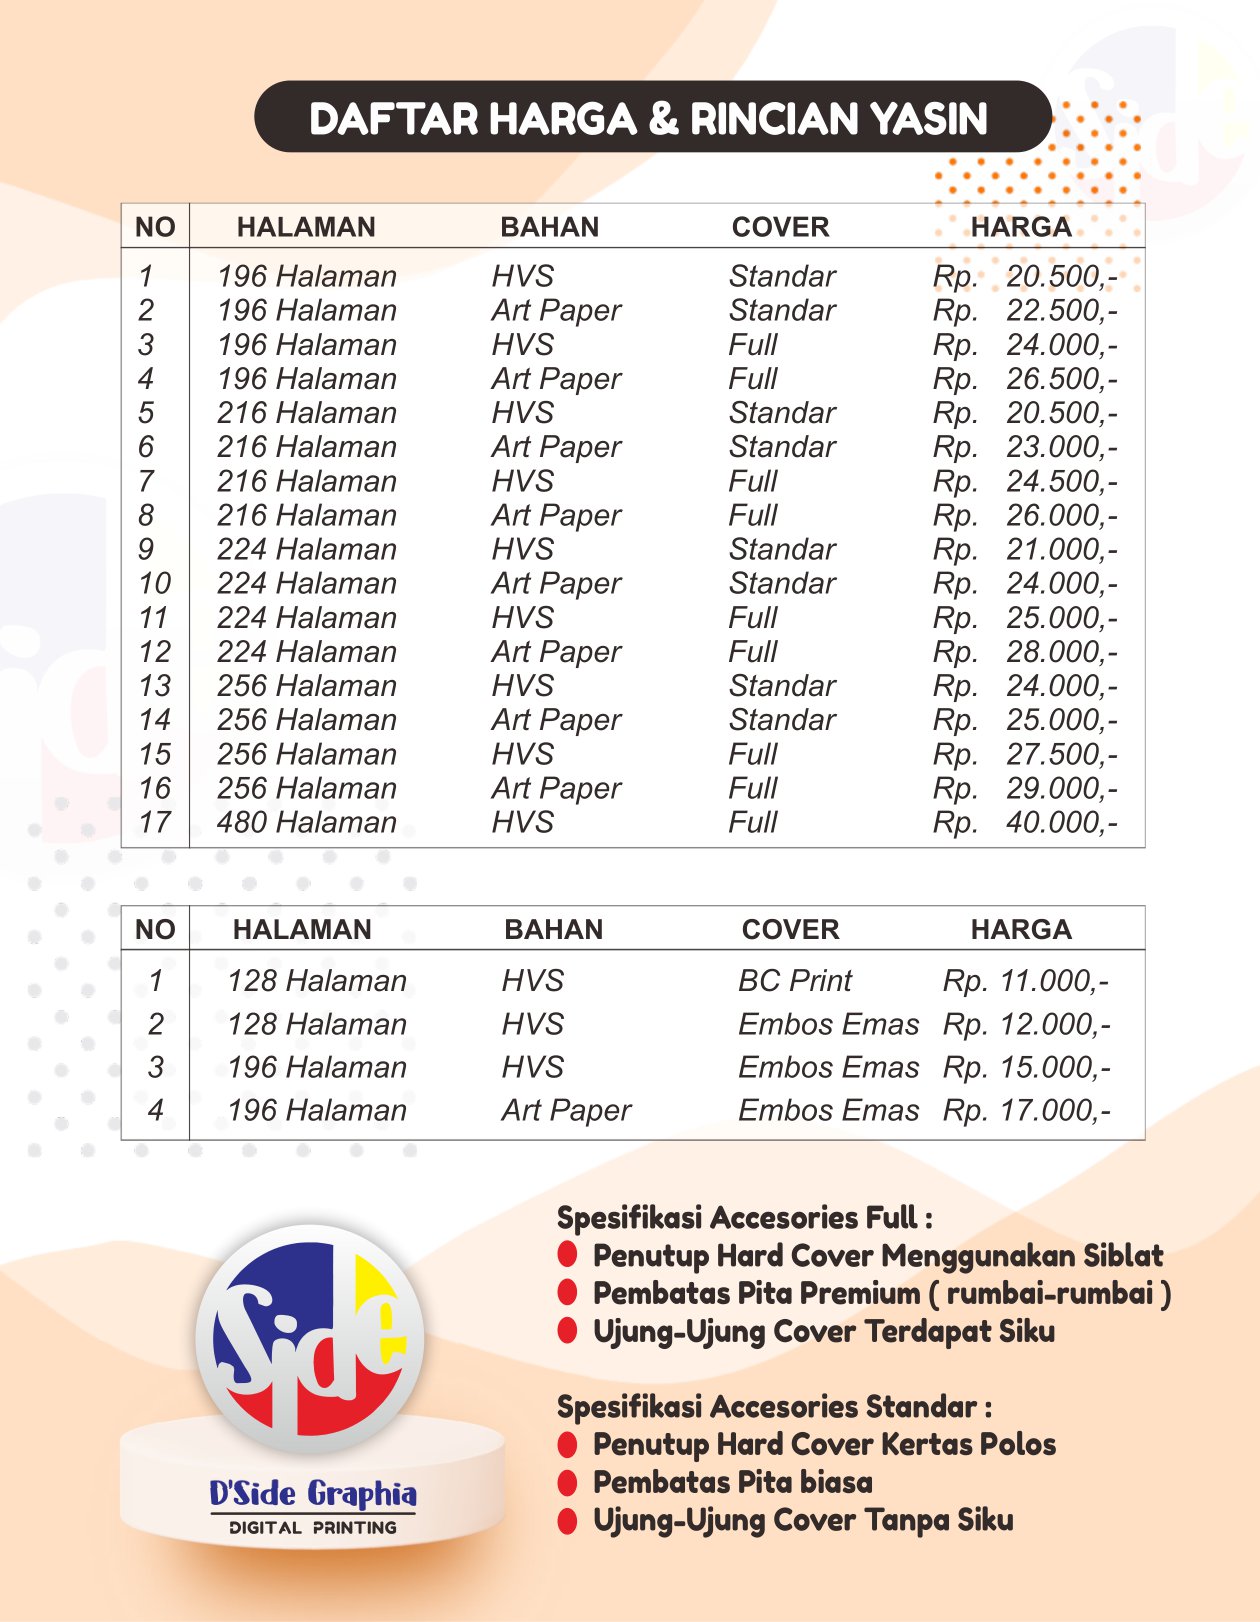 DAFTAR HARGA & RINCIAN YASIN
NO HALAMAN BAHAN COVER HARGA
1 196 Halaman HVS Standar Rp. 20.500,-
2 196 Halaman Art Paper Standar Rp. 22.500,-
3 196 Halaman HVS Full Rp. 24.000,-
4 196 Halaman Art Paper Full Rp. 26.500,-
5 216 Halaman HVS Standar Rp. 20.500,-
6 216 Halaman Art Paper Standar Rp. 23.000,-
7 216 Halaman HVS Full Rp. 24.500,-
8 216 Halaman Art Paper Full Rp. 26.000,-
9 224 Halaman HVS Standar Rp. 21.000,-
10 224 Halaman Art Paper Standar Rp. 24.000,-
11 224 Halaman HVS Full Rp. 25.000,-
12 224 Halaman Art Paper Full Rp. 28.000,-
13 256 Halaman HVS Standar Rp. 24.000,-
14 256 Halaman Art Paper Standar Rp. 25.000,-
15 256 Halaman HVS Full Rp. 27.500,-
16 256 Halaman Art Paper Full Rp. 29.000,-
17 480 Halaman HVS Full Rp. 40.000,-
NO HALAMAN BAHAN COVER HARGA
1 128 Halaman HVS BC Print Rp. 11.000,-
2 128 Halaman HVS Embos Emas Rp. 12.000,-
3 196 Halaman HVS Embos Emas Rp. 15.000,-
4 196 Halaman Art Paper Embos Emas Rp. 17.000,-
Side
D'Side Graphia
DIGITAL PRINTING
Spesifikasi Accesories Full :
Penutup Hard Cover Menggunakan Siblat
Pembatas Pita Premium ( rumbai-rumbai )
Ujung-Ujung Cover Terdapat Siku
Spesifikasi Accesories Standar :
Penutup Hard Cover Kertas Polos
Pembatas Pita biasa
Ujung-Ujung Cover Tanpa Siku